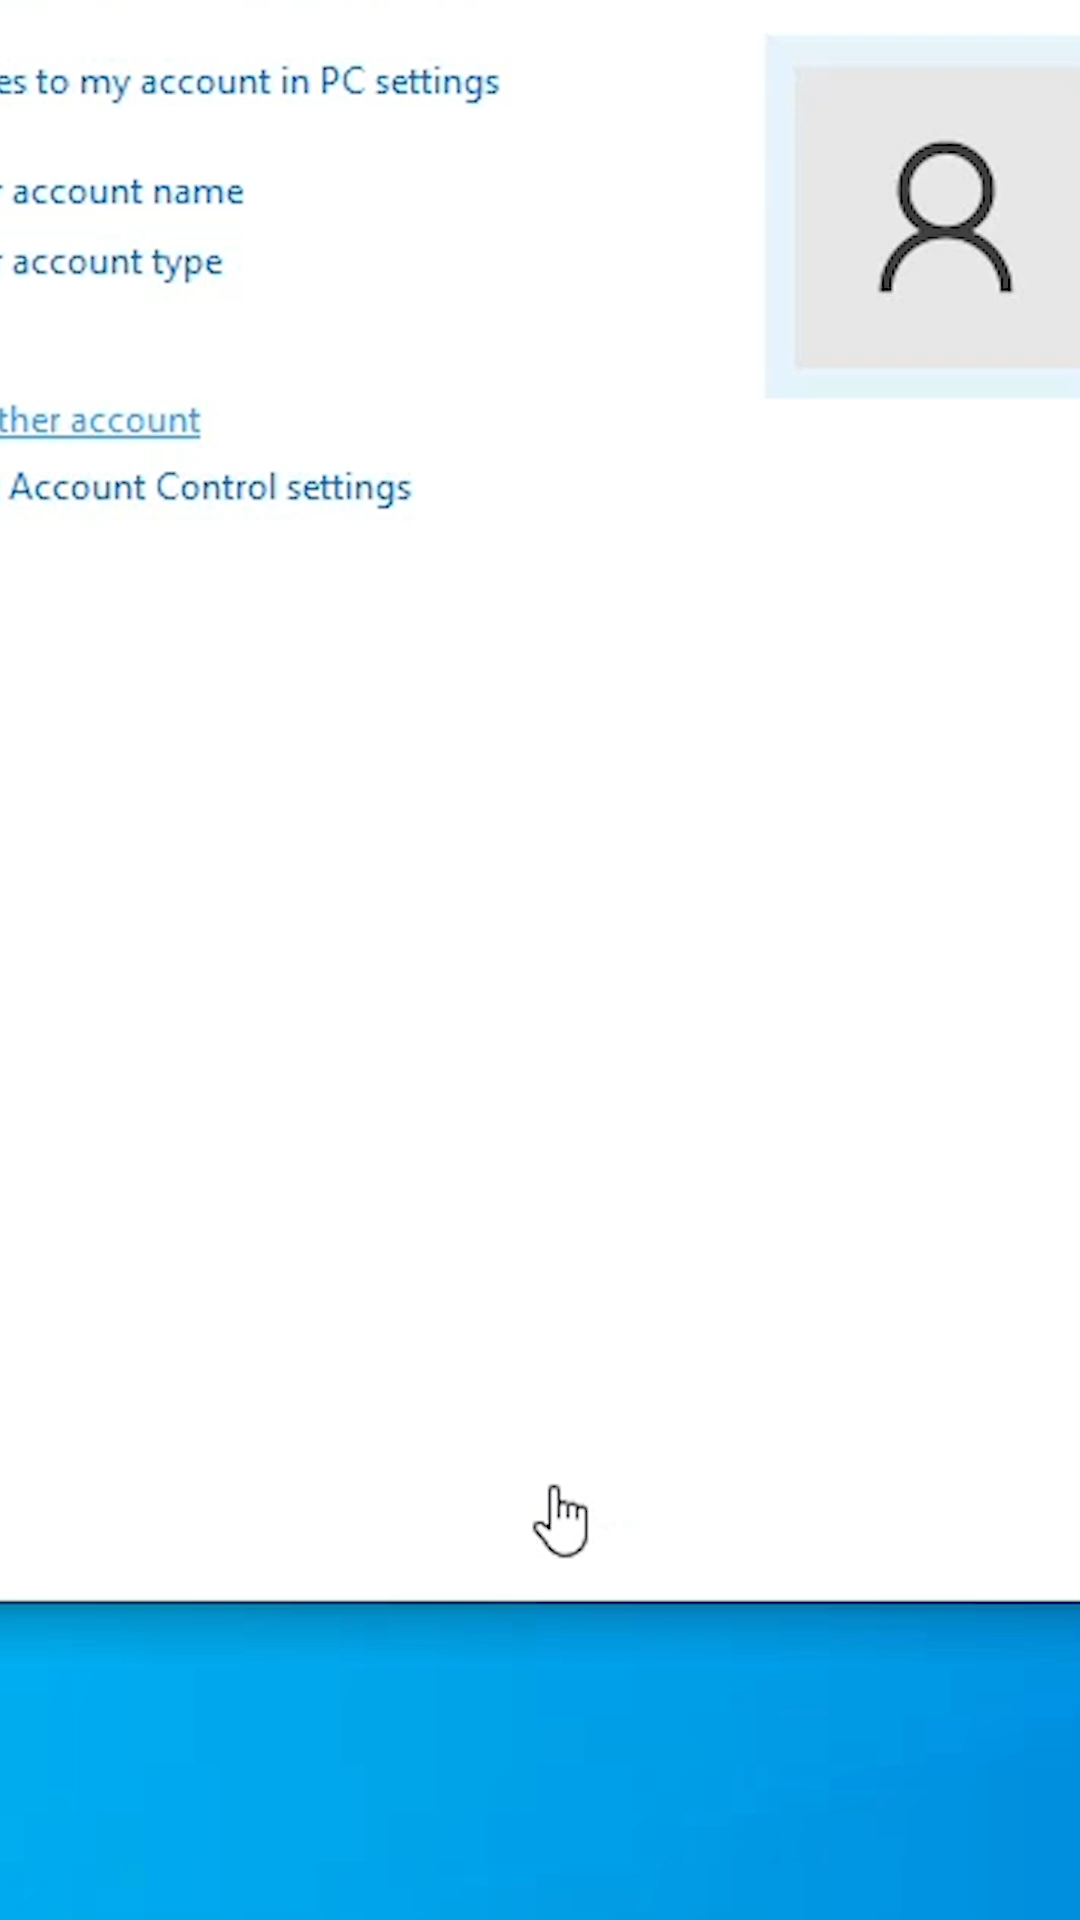 es to my account in PC settings
r account name
r account type
ther account
Account Control settings